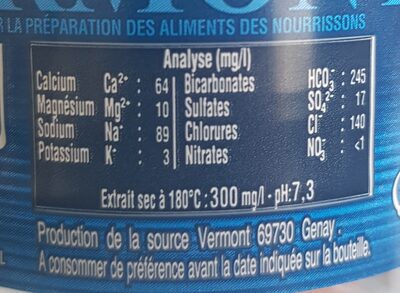 R LA PRÉPARATION DES ALIMENTS DES NOURRISSONS
Analyse (mg/l)
Calcium Ca²⁺ : 64 Bicarbonates HCO₃⁻ : 245
Magnésium Mg²⁺ : 10 Sulfates SO₄²⁻ : 17
Sodium Na⁺ : 89 Chlorures Cl⁻ : 140
Potassium K⁺ : 3 Nitrates NO₃⁻ : <1
Extrait sec à 180°C : 300 mg/l - pH : 7,3
Production de la source Vermont 69730 Genay.
A consommer de préférence avant la date indiquée sur la bouteille.